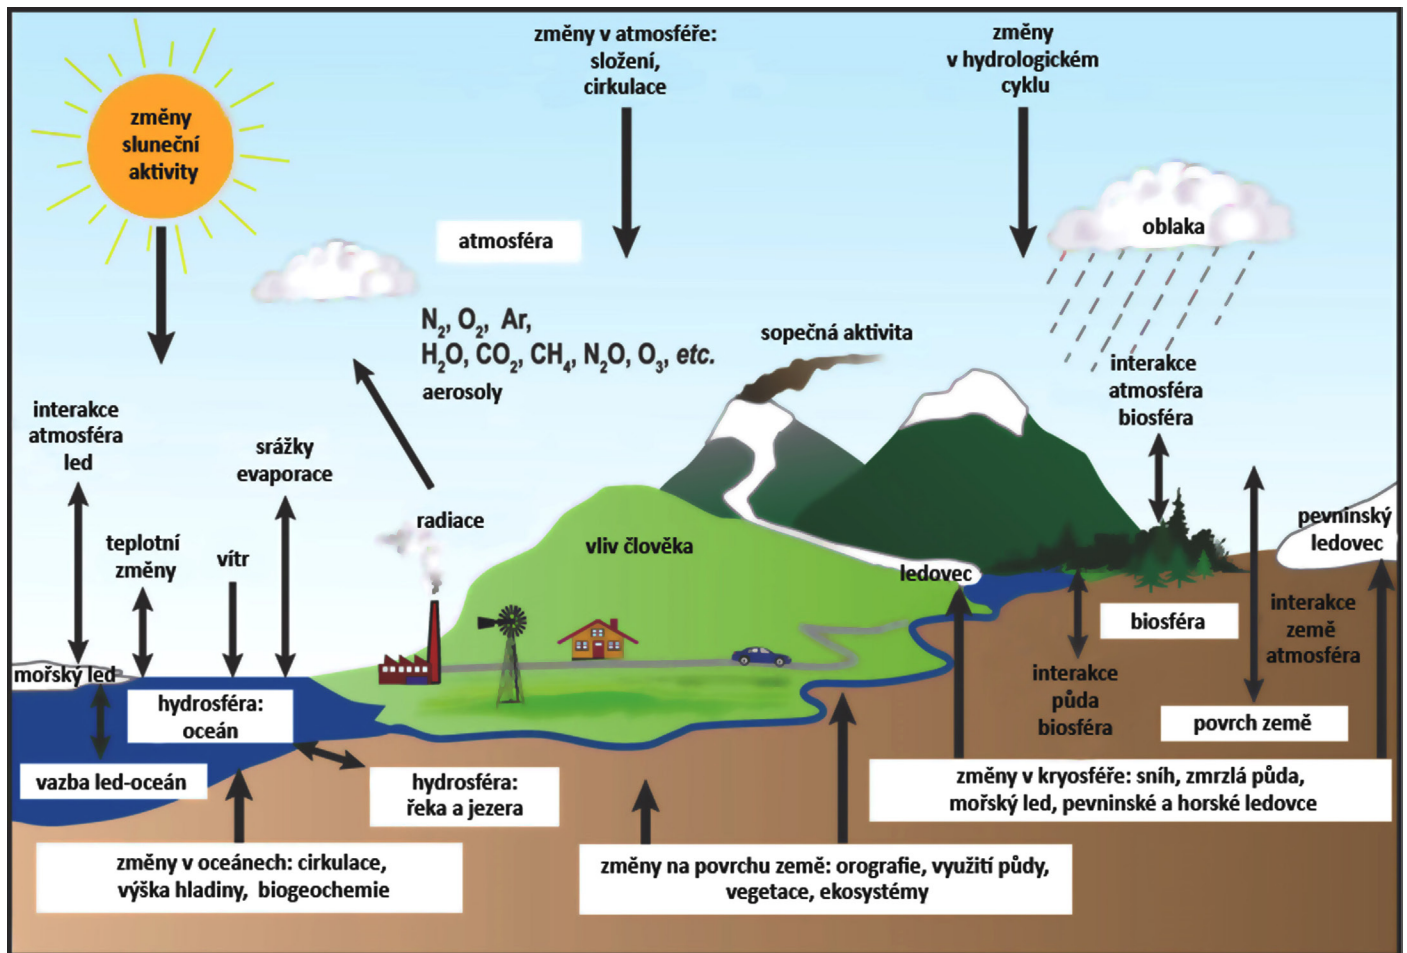 změny v atmosféře:
složení,
cirkulace
změny
v hydrologickém
cyklu
změny
sluneční
aktivity
oblaka
atmosféra
N₂, O₂, Ar,
H₂O, CO₂, CH₄, N₂O, O₃, etc.
aerosoly
sopečná aktivita
interakce
atmosféra
biosféra
interakce
atmosféra
led
srážky
evaporace
radiace
teplotní
změny
vítr
vliv člověka
pevninský
ledovec
ledovec
biosféra
interakce
země
atmosféra
mořský led
hydrosféra:
oceán
interakce
půda
biosféra
povrch země
vazba led-oceán
hydrosféra:
řeka a jezera
změny v kryosféře: sníh, zmrzlá půda,
mořský led, pevninské a horské ledovce
změny v oceánech: cirkulace,
výška hladiny, biogeochemie
změny na povrchu země: orografie, využití půdy,
vegetace, ekosystémy